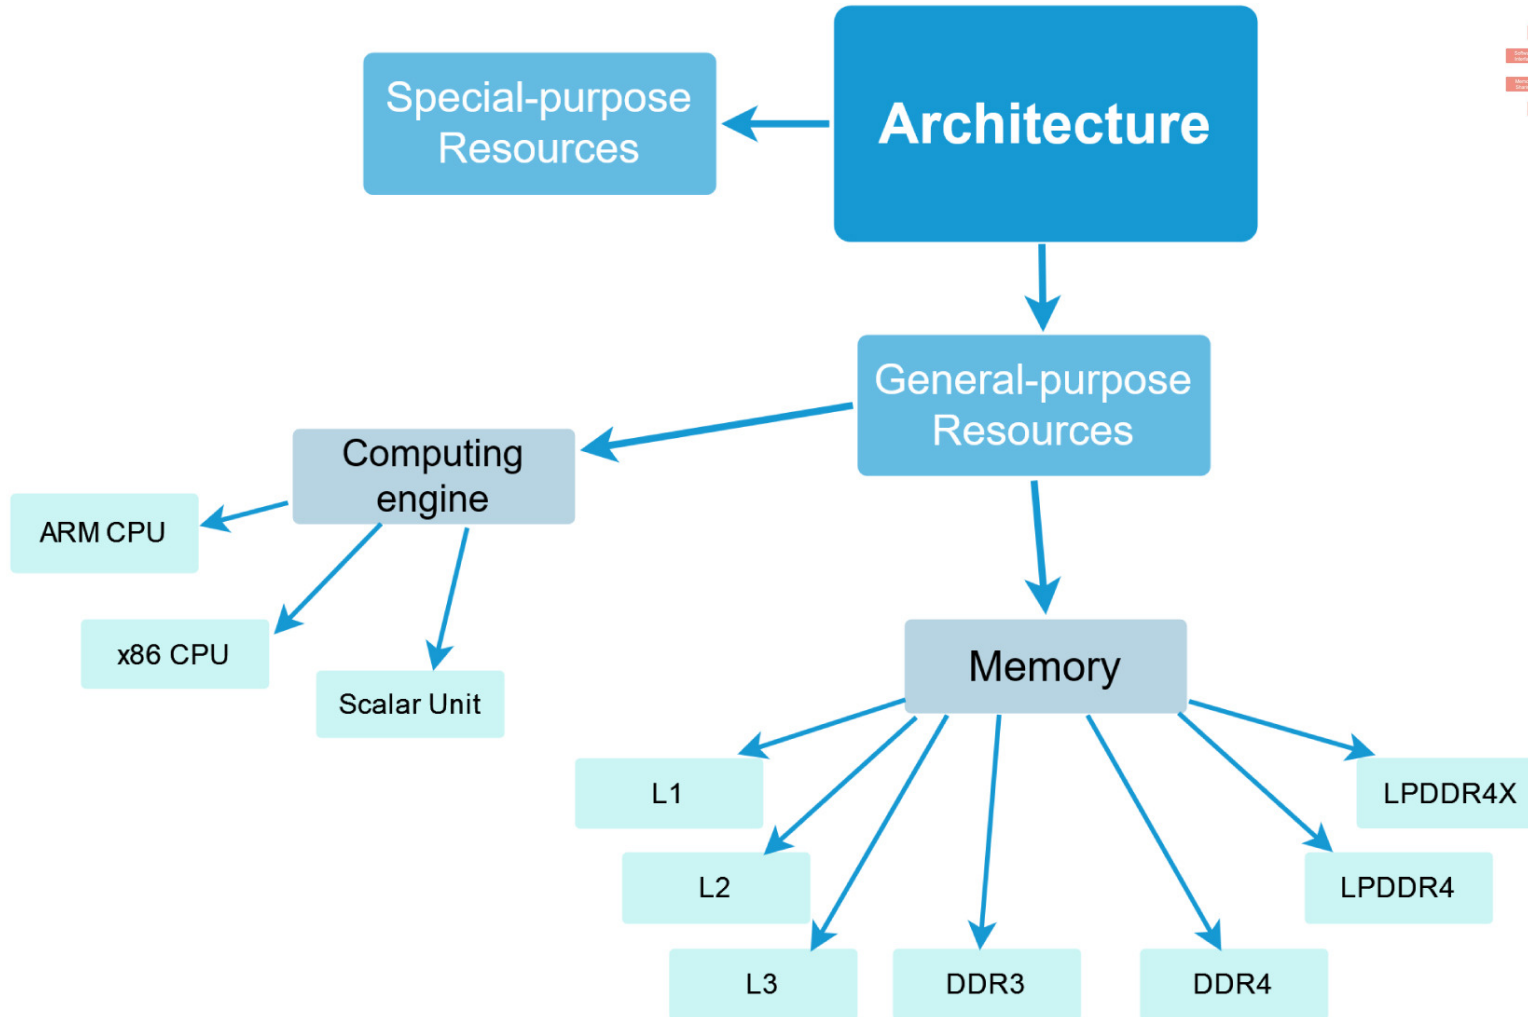 Special-purpose
Resources
Architecture
General-purpose
Resources
Computing
engine
ARM CPU
x86 CPU
Scalar Unit
Memory
L1
LPDDR4X
L2
LPDDR4
L3
DDR3
DDR4